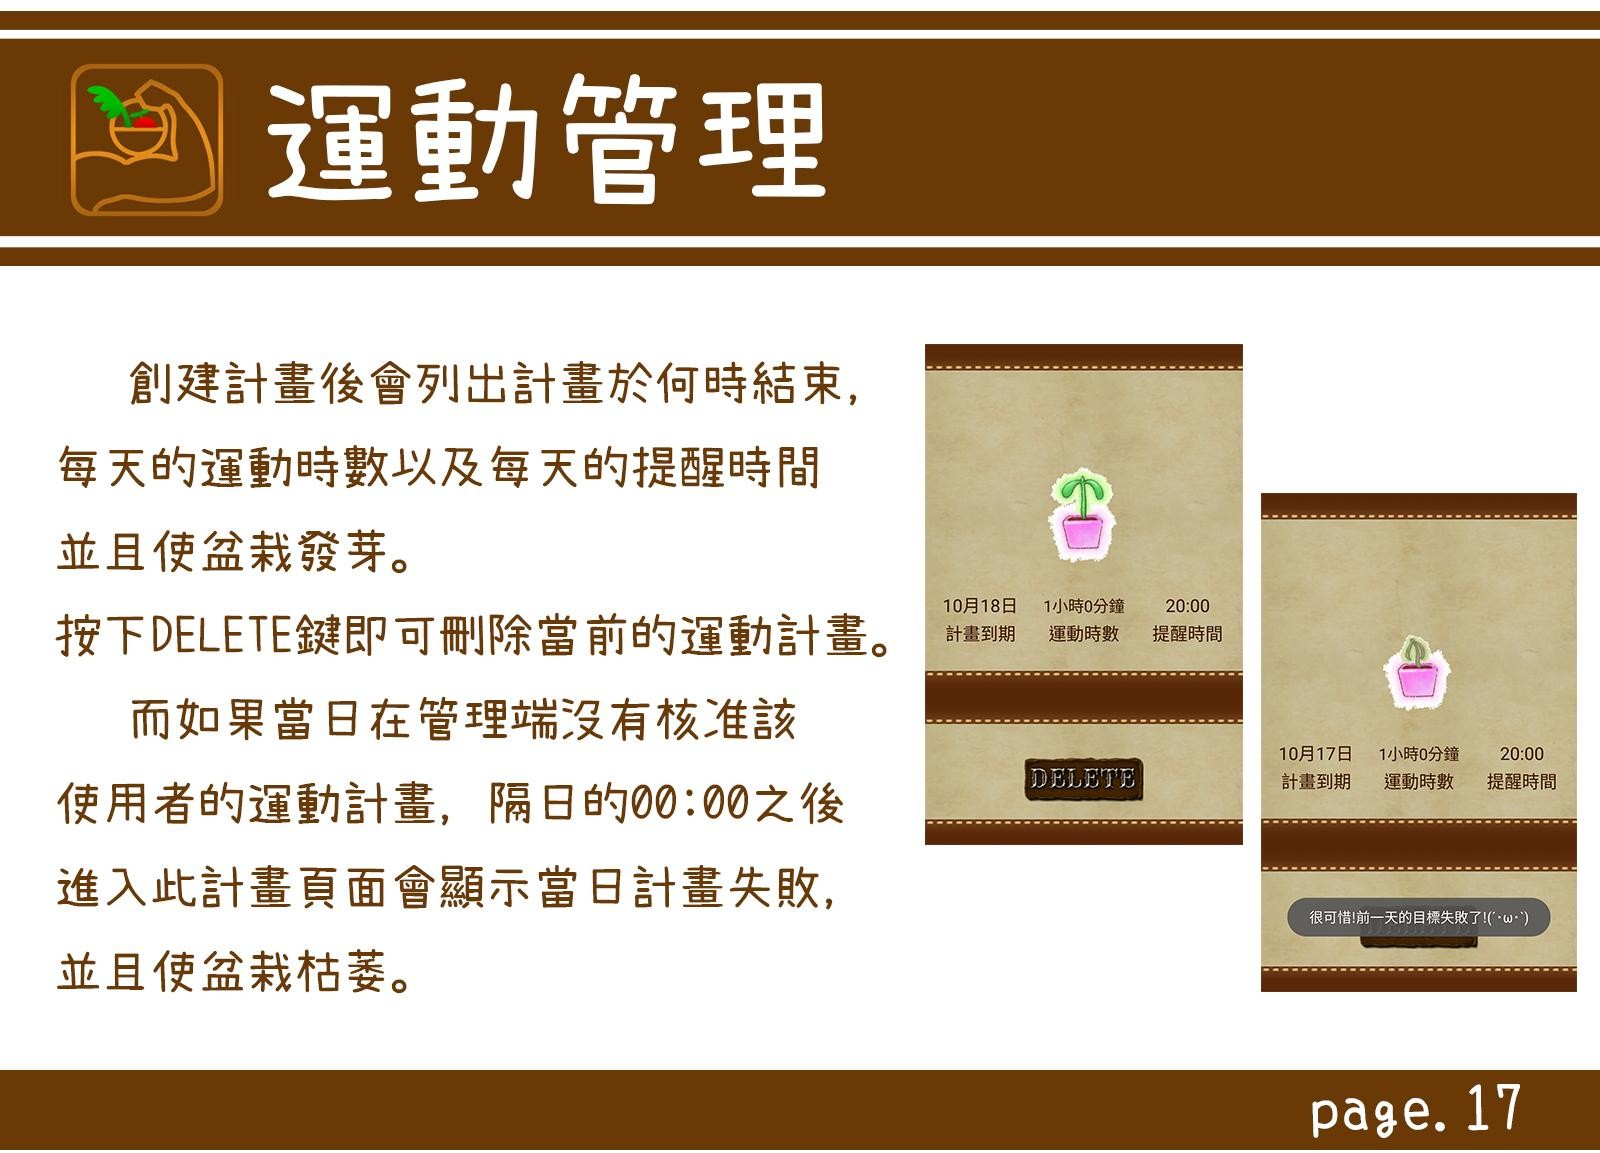 運動管理
創建計畫後會列出計畫於何時結束,
每天的運動時數以及每天的提醒時間
並且使盆栽發芽。
按下DELETE鍵即可刪除當前的運動計畫。
而如果當日在管理端沒有核准該
使用者的運動計畫, 隔日的00:00之後
進入此計畫頁面會顯示當日計畫失敗,
並且使盆栽枯萎。
10月18日 1小時0分鐘 20:00
計畫到期 運動時數 提醒時間
DELETE
10月17日 1小時0分鐘 20:00
計畫到期 運動時數 提醒時間
很可惜!前一天的目標失敗了!(´･ω･`)
page. 17